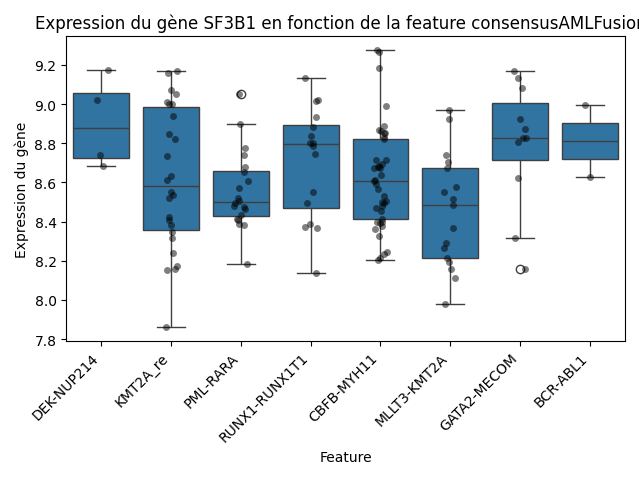 Expression du gène SF3B1 en fonction de la feature consensusAMLFusion
Expression du gène
9.2
9.0
8.8
8.6
8.4
8.2
8.0
7.8
DEK-NUP214
KMT2A_re
PML-RARA
RUNX1-RUNX1T1
CBFB-MYH11
MLLT3-KMT2A
GATA2-MECOM
BCR-ABL1
Feature